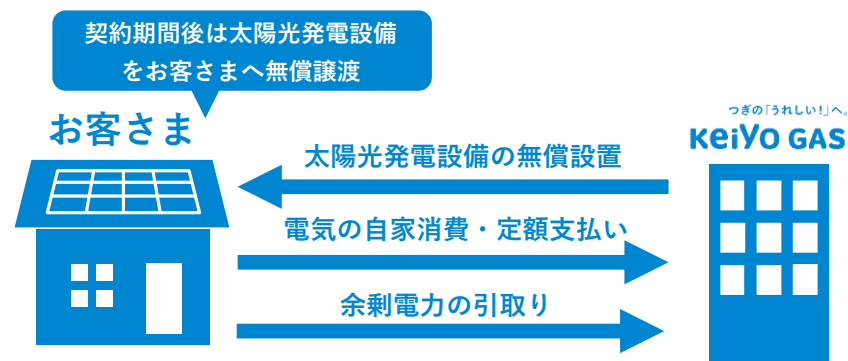 契約期間後は太陽光発電設備
をお客さまへ無償譲渡
お客さま
つぎの「うれしい!」へ。
KeiYO GAS
太陽光発電設備の無償設置
電気の自家消費・定額支払い
余剰電力の引取り